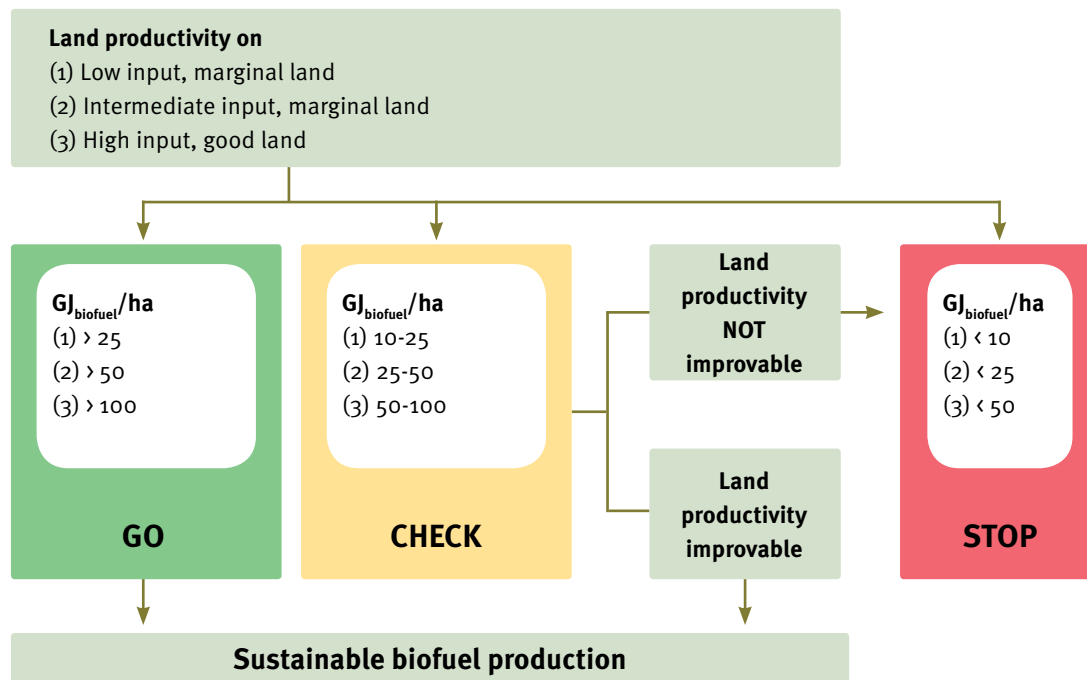 Land productivity on
(1) Low input, marginal land
(2) Intermediate input, marginal land
(3) High input, good land
GJbiofuel/ha
(1) > 25
(2) > 50
(3) > 100
GO
GJbiofuel/ha
(1) 10-25
(2) 25-50
(3) 50-100
CHECK
Land
productivity
NOT
improvable
Land
productivity
improvable
GJbiofuel/ha
(1) < 10
(2) < 25
(3) < 50
STOP
Sustainable biofuel production